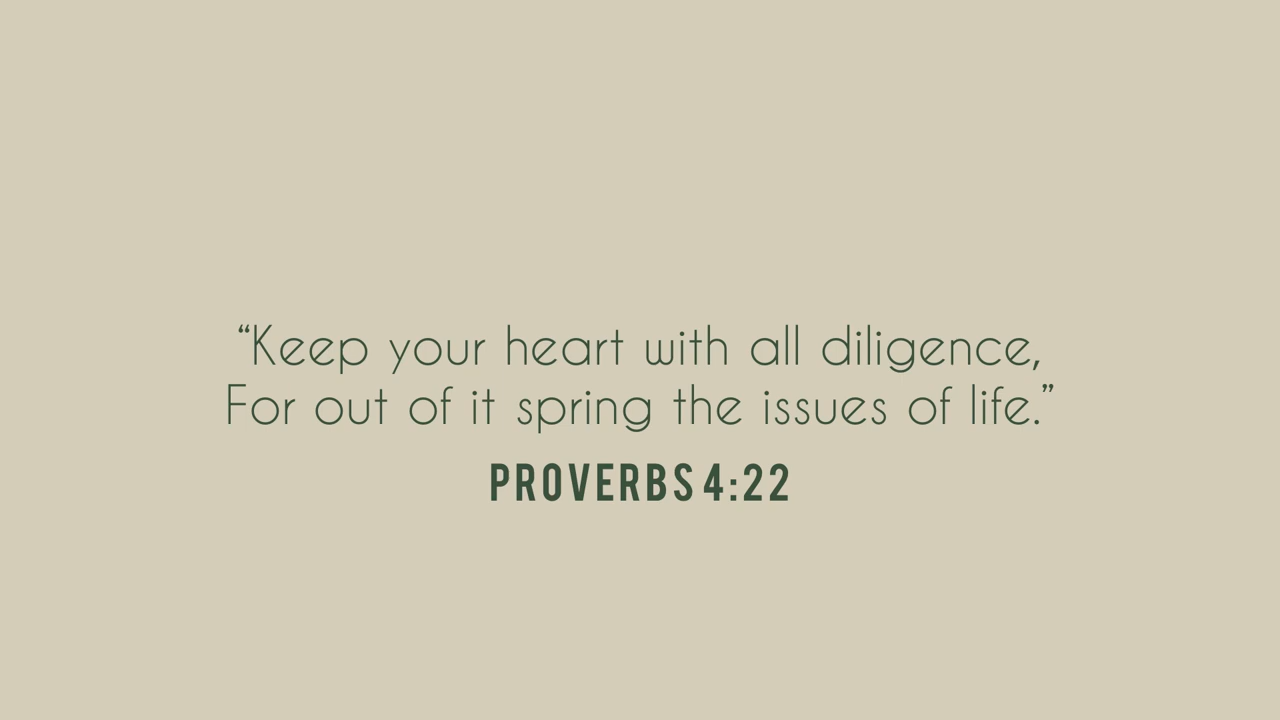 “Keep your heart with all diligence,
For out of it spring the issues of life.”
PROVERBS 4:22